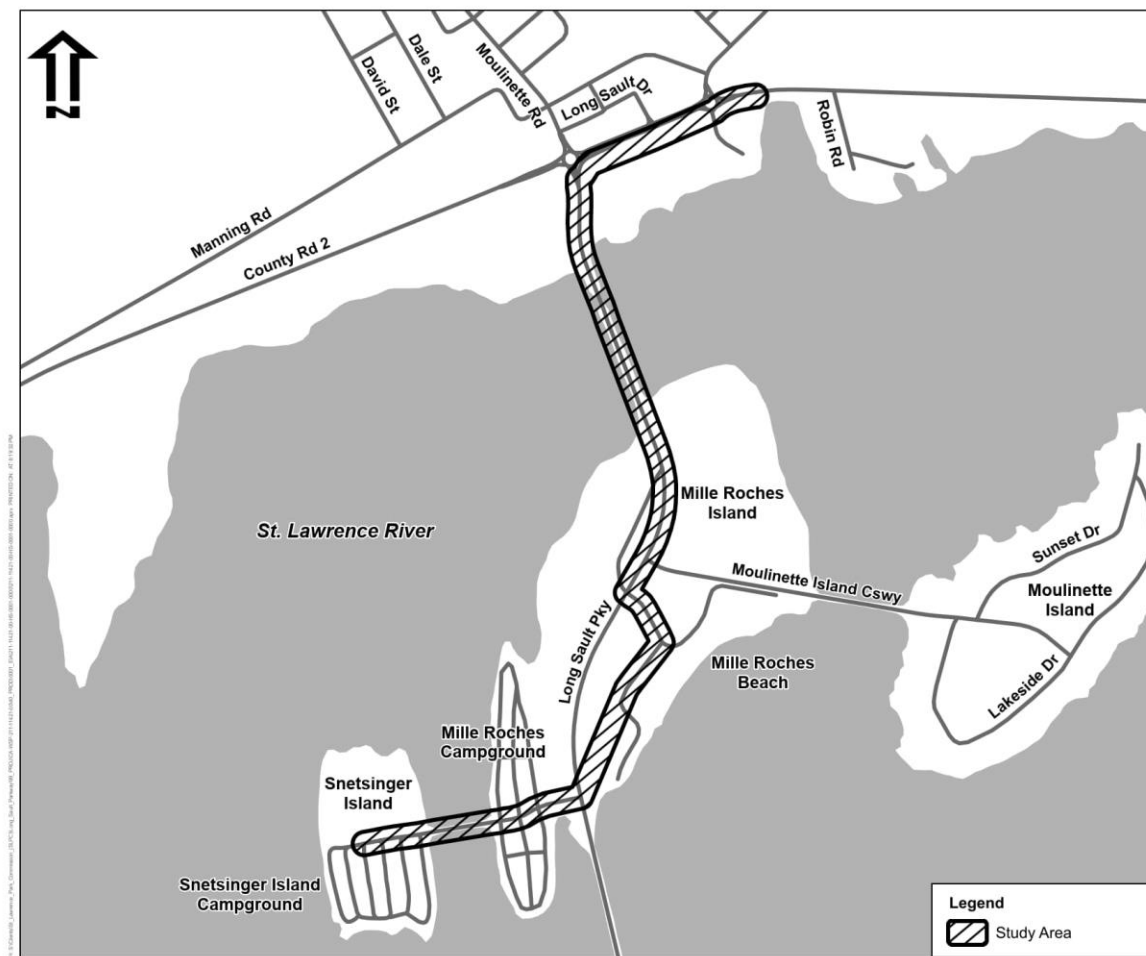 N
David St
Dale St
Moulinette Rd
Long Sault Dr
Robin Rd
Manning Rd
County Rd 2
St. Lawrence River
Mille Roches
Island
Moulinette Island Cswy
Sunset Dr
Moulinette
Island
Lakeside Dr
Long Sault Pky
Mille Roches
Beach
Mille Roches
Campground
Snetsinger
Island
Snetsinger Island
Campground
Legend
Study Area